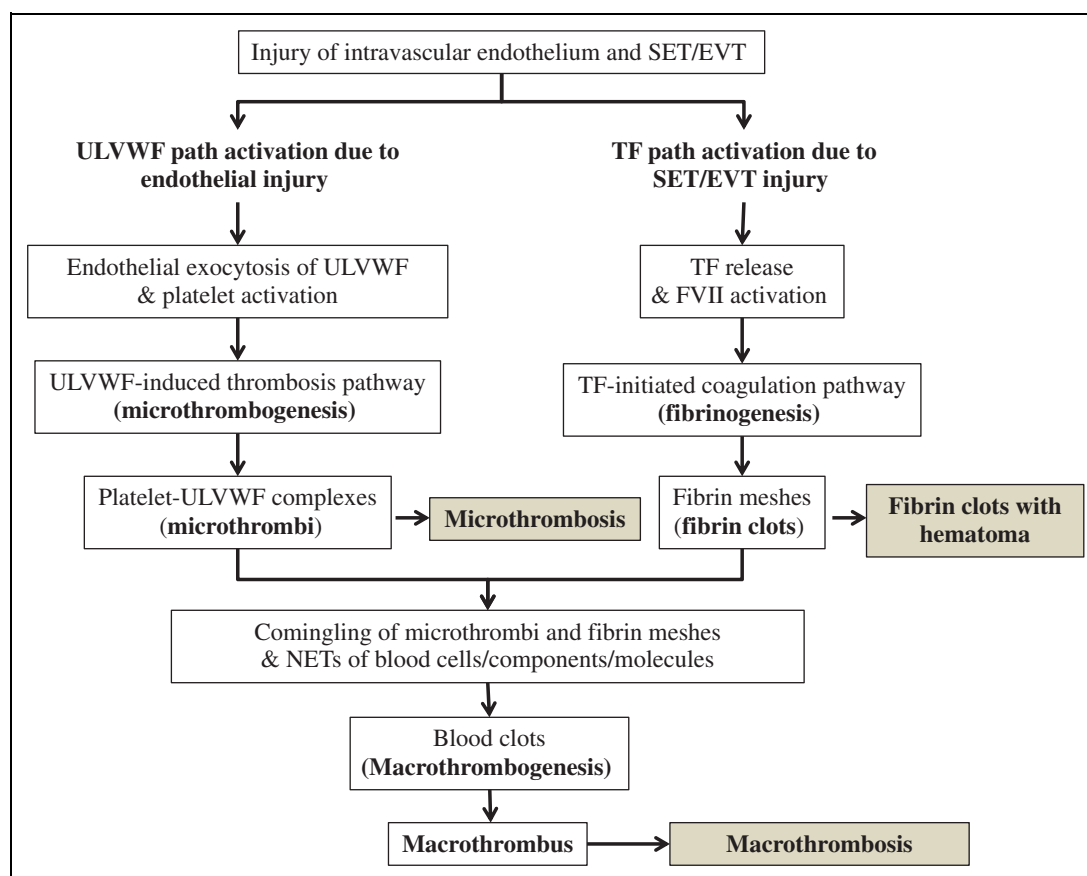 Injury of intravascular endothelium and SET/EVT
ULVWF path activation due to
endothelial injury
TF path activation due to
SET/EVT injury
Endothelial exocytosis of ULVWF
& platelet activation
TF release
& FVII activation
ULVWF-induced thrombosis pathway
(microthrombogenesis)
TF-initiated coagulation pathway
(fibrinogenesis)
Platelet-ULVWF complexes
(microthrombi)
Microthrombosis
Fibrin meshes
(fibrin clots)
Fibrin clots with
hematoma
Comingling of microthrombi and fibrin meshes
& NETs of blood cells/components/molecules
Blood clots
(Macrothrombogenesis)
Macrothrombus
Macrothrombosis